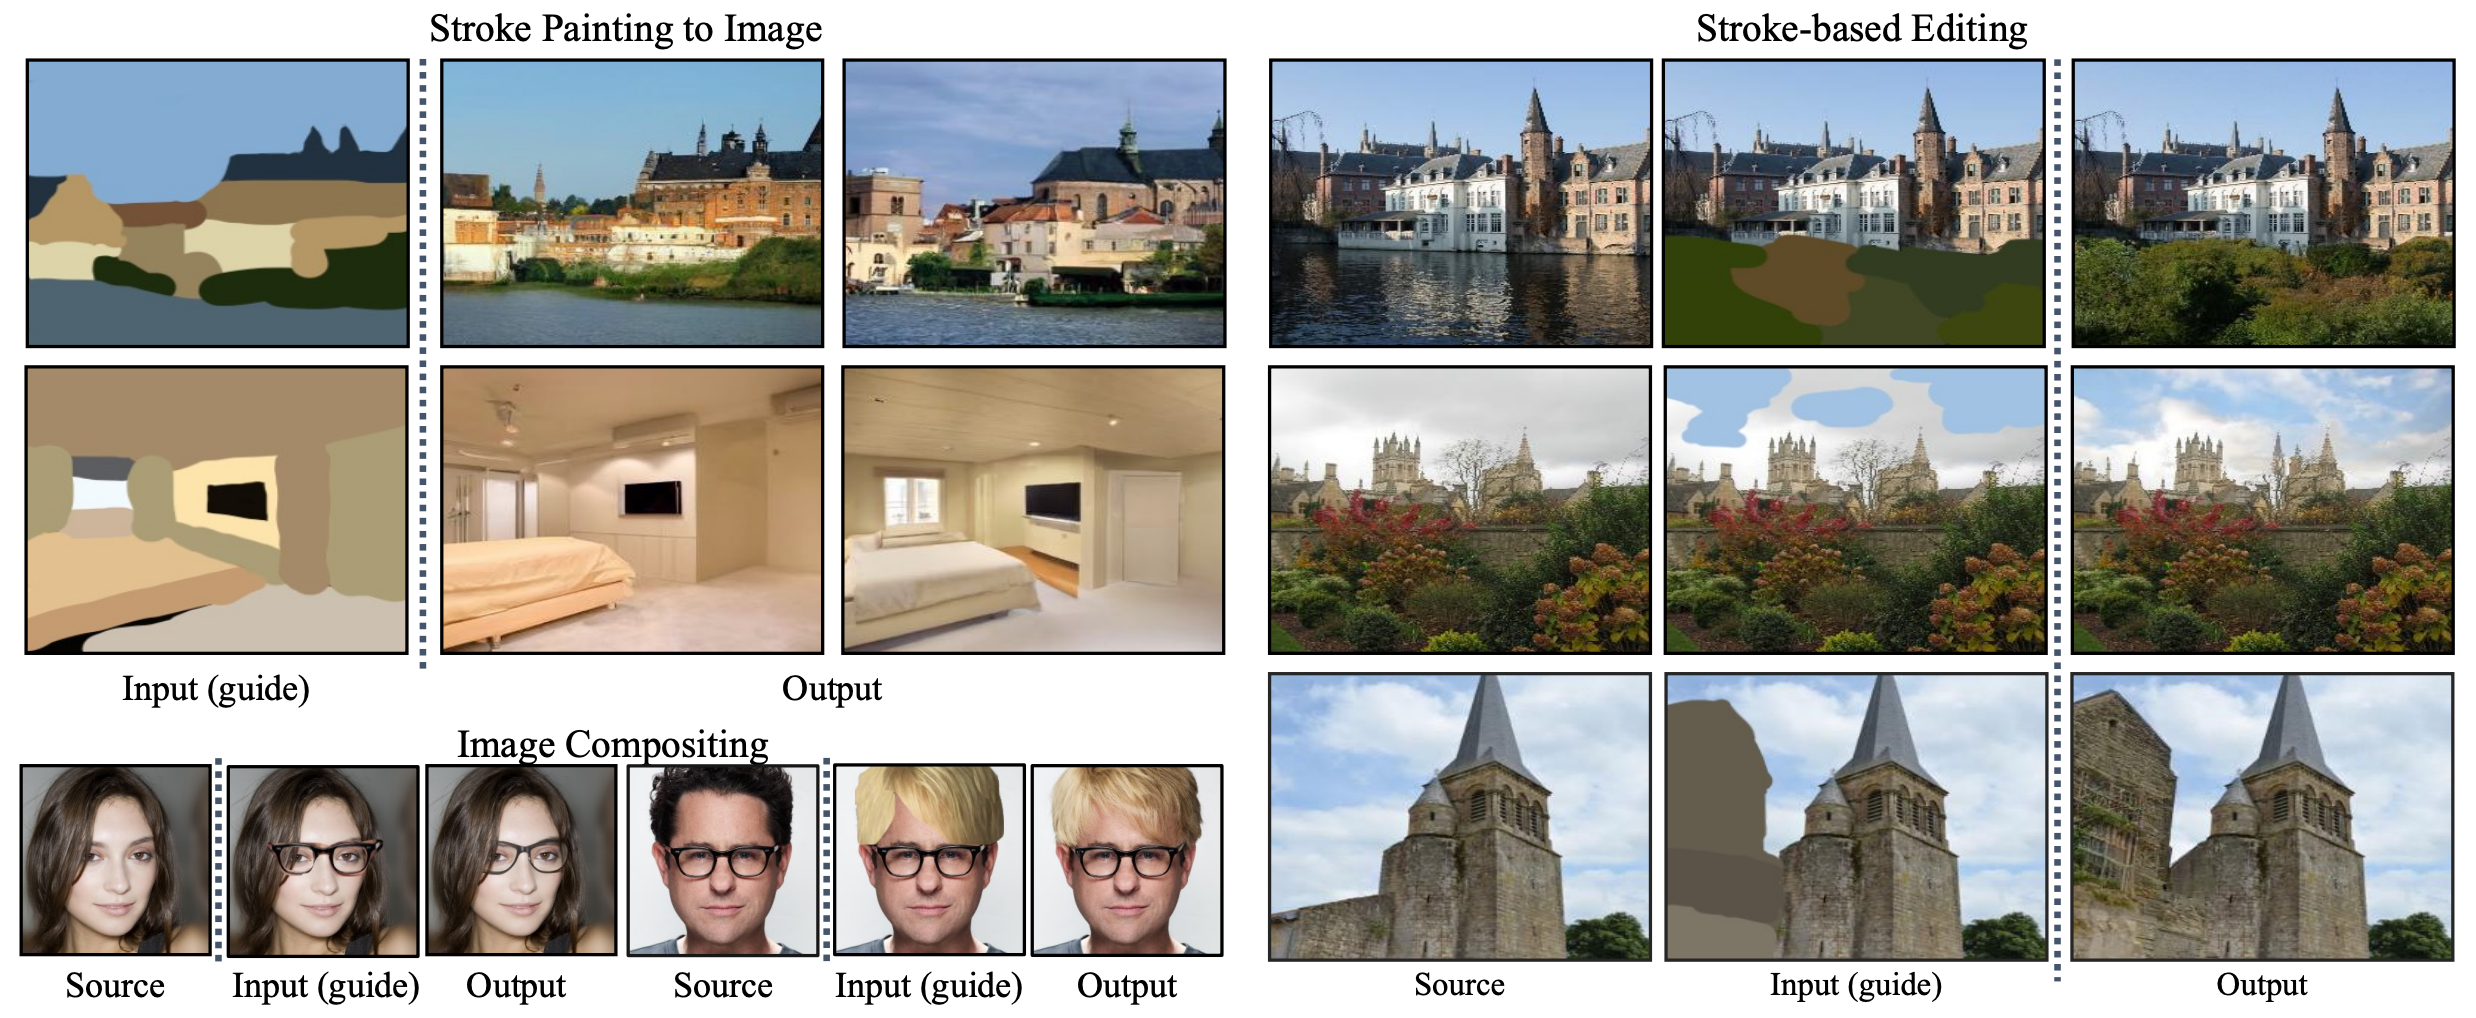 Stroke Painting to Image
Input (guide)
Output
Image Compositing
Source
Input (guide)
Output
Source
Input (guide)
Output
Stroke-based Editing
Source
Input (guide)
Output